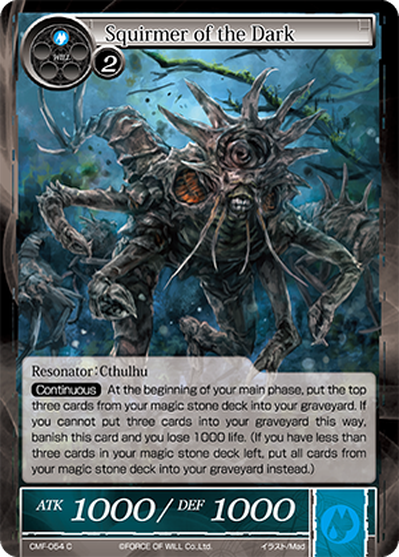 Squirmer of the Dark
WILL
2
Resonator : Cthulhu
Continuous At the beginning of your main phase, put the top
three cards from your magic stone deck into your graveyard. If
you cannot put three cards into your graveyard this way,
banish this card and you lose 1000 life. (If you have less than
three cards in your magic stone deck left, put all cards from
your magic stone deck into your graveyard instead.)
ATK 1000 / DEF 1000
CMF-054 C ©FORCE OF WILL Co.,Ltd. イラスト/Mad